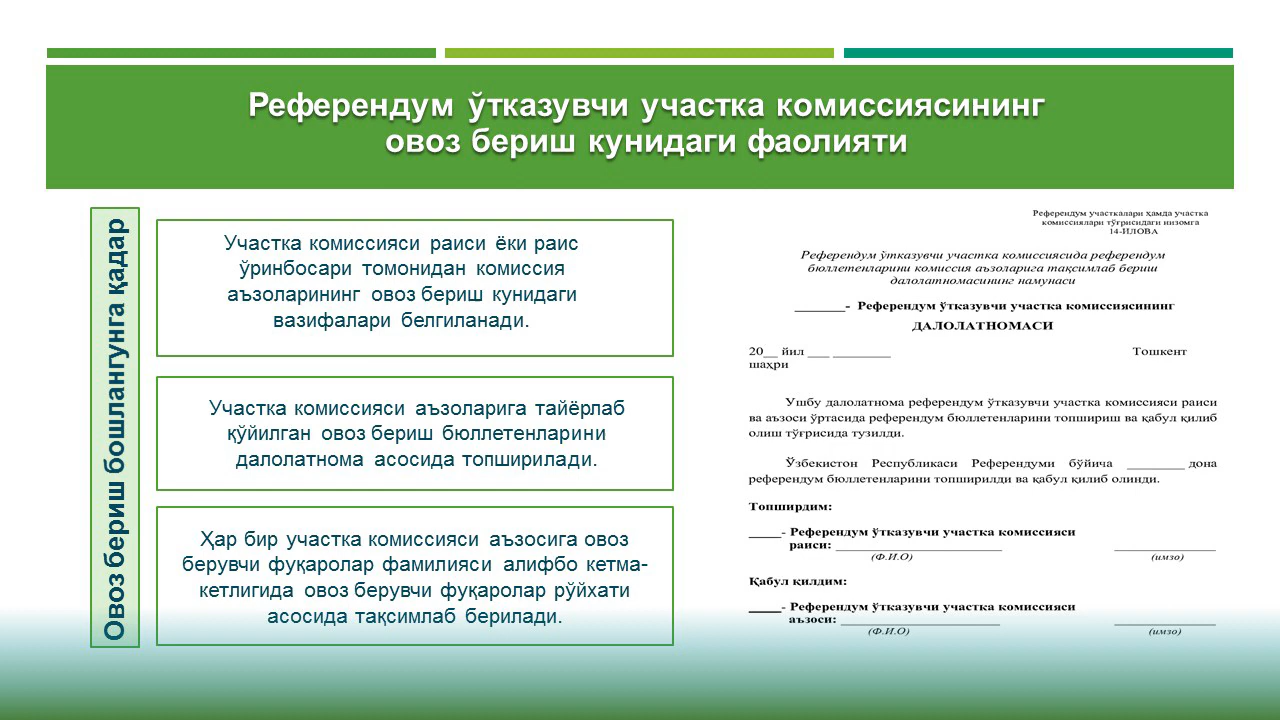 Референдум ўтказувчи участка комиссиясининг
овоз бериш кунидаги фаолияти
Овоз бериш бошлангунга қадар
Участка комиссияси раиси ёки раис
ўринбосари томонидан комиссия
аъзоларининг овоз бериш кунидаги
вазифалари белгиланади.
Участка комиссияси аъзоларига тайёрлаб
қўйилган овоз бериш бюллетенларини
далолатнома асосида топширилади.
Ҳар бир участка комиссияси аъзосига овоз
берувчи фуқаролар фамилияси алифбо кетма-
кетлигида овоз берувчи фуқаролар рўйхати
асосида тақсимлаб берилади.
Референдум участкалари ҳамда участка
комиссиялари тўғрисидаги низомга
14-ИЛОВА
Референдум ўтказувчи участка комиссиясида референдум
бюллетенларини комиссия аъзоларига тақсимлаб бериш
далолатномасининг намунаси
________- Референдум ўтказувчи участка комиссиясининг
ДАЛОЛАТНОМАСИ
20__ йил ___ ________ Тошкент
шаҳри
Ушбу далолатнома референдум ўтказувчи участка комиссияси раиси
ва аъзоси ўртасида референдум бюллетенларини топшириш ва қабул қилиб
олиш тўғрисида тузилди.
Ўзбекистон Республикаси Референдуми бўйича _________ дона
референдум бюллетенларини топширилди ва қабул қилиб олинди.
Топширдим:
_____- Референдум ўтказувчи участка комиссияси
раиси: __________________________ ________________
(Ф.И.О) (имзо)
Қабул қилдим:
_____- Референдум ўтказувчи участка комиссияси
аъзоси: _________________________ ________________
(Ф.И.О) (имзо)